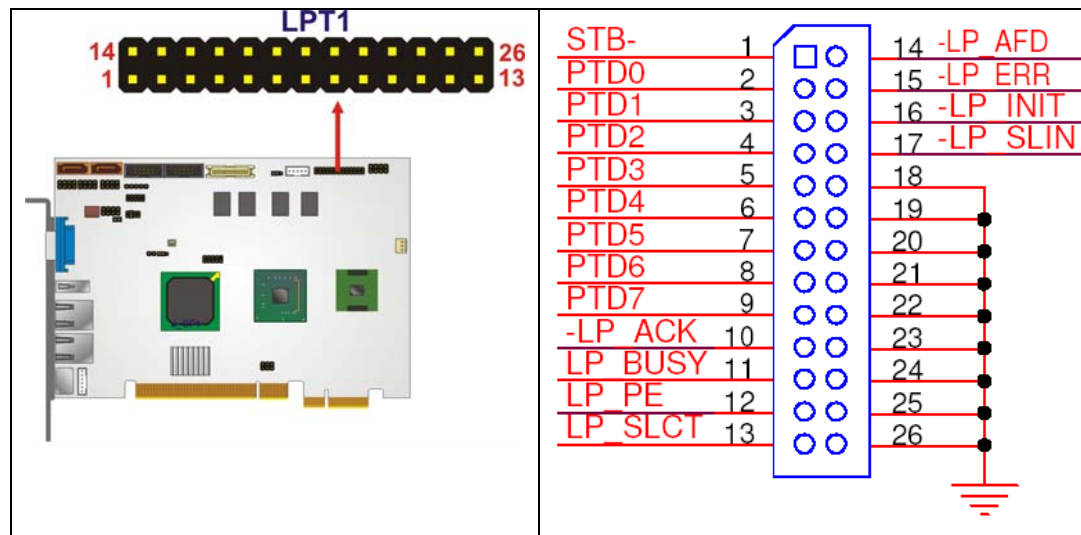 LPT1
14 26
1 13
STB- 1 14 -LP_AFD
PTD0 2 15 -LP_ERR
PTD1 3 16 -LP_INIT
PTD2 4 17 -LP_SLIN
PTD3 5 18
PTD4 6 19
PTD5 7 20
PTD6 8 21
PTD7 9 22
-LP_ACK 10 23
LP_BUSY 11 24
LP_PE 12 25
LP_SLCT 13 26